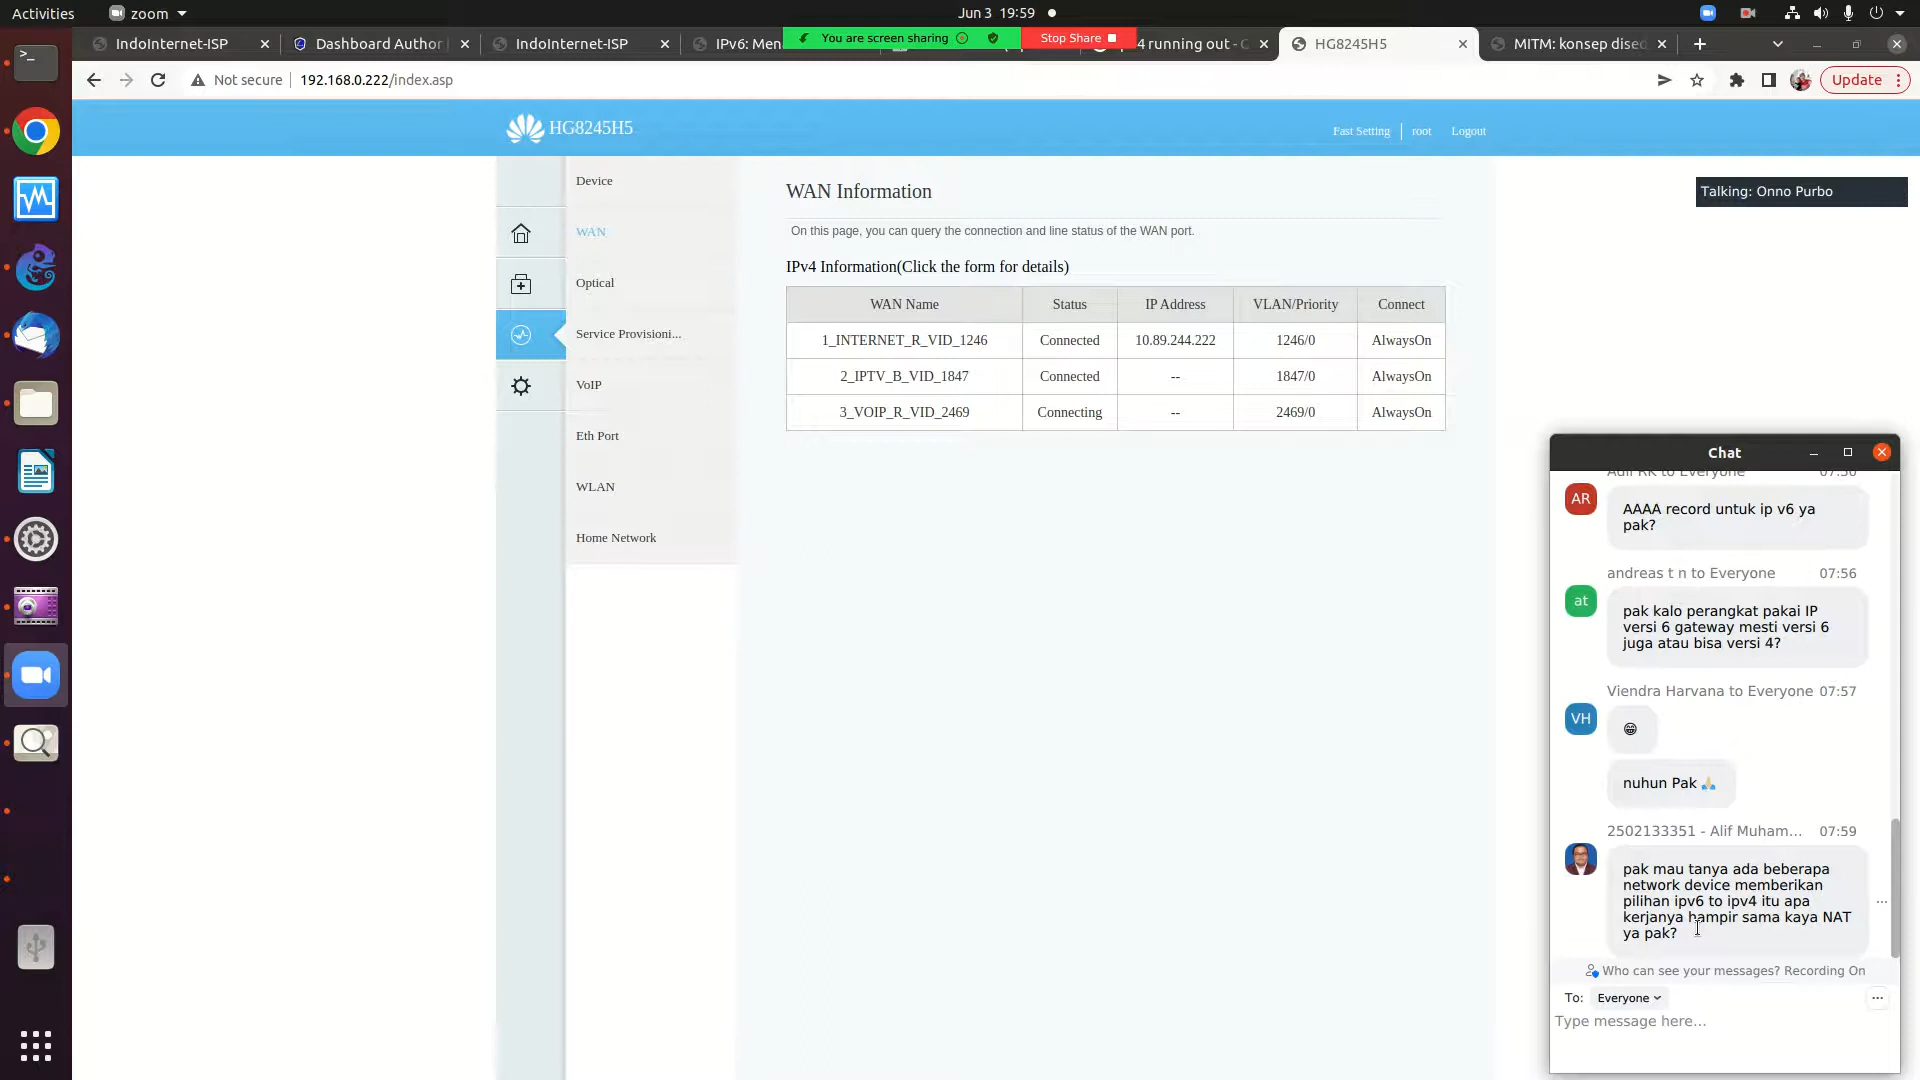 Activities
zoom
Jun 3 19:59
IndoInternet-ISP
Dashboard Author
IndoInternet-ISP
IPv6: Men
You are screen sharing
Stop Share
4 running out - C
HG8245H5
MITM: konsep dised
Not secure
192.168.0.222/index.asp
Update
HG8245H5
Fast Setting
root
Logout
Device
WAN
Optical
Service Provisioni...
VoIP
Eth Port
WLAN
Home Network
WAN Information
On this page, you can query the connection and line status of the WAN port.
IPv4 Information(Click the form for details)
WAN Name Status IP Address VLAN/Priority Connect
1_INTERNET_R_VID_1246 Connected 10.89.244.222 1246/0 AlwaysOn
2_IPTV_B_VID_1847 Connected -- 1847/0 AlwaysOn
3_VOIP_R_VID_2469 Connecting -- 2469/0 AlwaysOn
Talking: Onno Purbo
Chat
Adif RK to Everyone
AR
AAAA record untuk ip v6 ya
pak?
andreas t n to Everyone 07:56
at
pak kalo perangkat pakai IP
versi 6 gateway mesti versi 6
juga atau bisa versi 4?
Viendra Harvana to Everyone 07:57
VH
😁
nuhun Pak 🙏
2502133351 - Alif Muham... 07:59
pak mau tanya ada beberapa
network device memberikan
pilihan ipv6 to ipv4 itu apa
kerjanya hampir sama kaya NAT
ya pak?
Who can see your messages? Recording On
To: Everyone
Type message here...